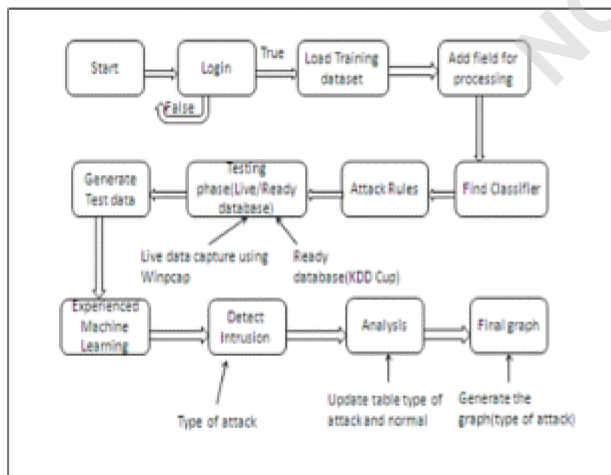 Start
Login
True
False
Load Training
dataset
Add field for
processing
Find Classifier
Attack Rules
Testing
phase(Live/Ready
database)
Generate
Test data
Live data capture using
Winpcap
Ready
database(KDD Cup)
Experienced
Machine
Learning
Detect
Intrusion
Analysis
Final graph
Type of attack
Update table type of
attack and normal
Generate the
graph(type of attack)